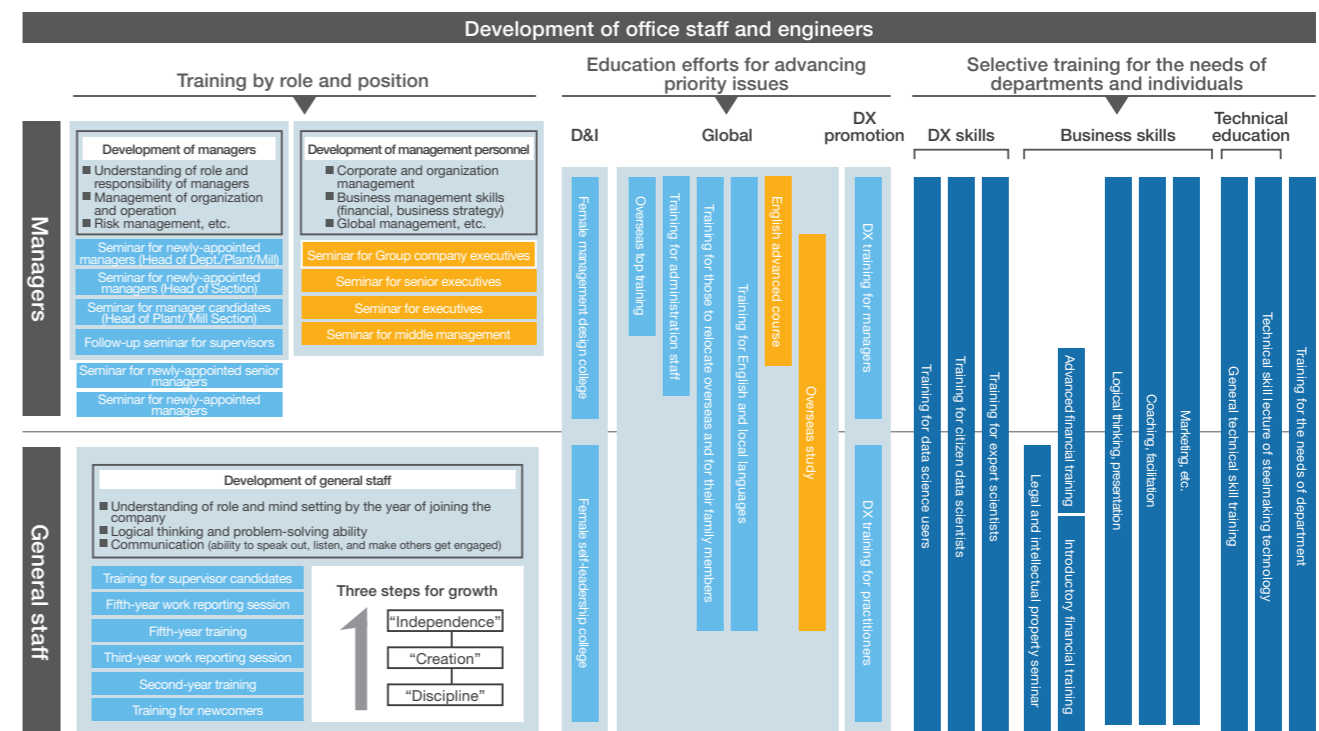 Development of office staff and engineers
Training by role and position
Education efforts for advancing
priority issues
Selective training for the needs of
departments and individuals
D&I
Global
DX
promotion
DX skills
Business skills
Technical
education
Managers
Development of managers
■ Understanding of role and
responsibility of managers
■ Management of organization
and operation
■ Risk management, etc.
Seminar for newly-appointed
managers (Head of Dept./Plant/Mill)
Seminar for newly-appointed
managers (Head of Section)
Seminar for manager candidates
(Head of Plant/ Mill Section)
Follow-up seminar for supervisors
Seminar for newly-appointed senior
managers
Seminar for newly-appointed
managers
Development of management personnel
■ Corporate and organization
management
■ Business management skills
(financial, business strategy)
■ Global management, etc.
Seminar for Group company executives
Seminar for senior executives
Seminar for executives
Seminar for middle management
General staff
Development of general staff
■ Understanding of role and mind setting by the year of joining the
company
■ Logical thinking and problem-solving ability
■ Communication (ability to speak out, listen, and make others get engaged)
Training for supervisor candidates
Fifth-year work reporting session
Fifth-year training
Third-year work reporting session
Second-year training
Training for newcomers
Three steps for growth
“Independence”
“Creation”
“Discipline”
Female management design college
Female self-leadership college
Overseas top training
Training for administration staff
Training for those to relocate overseas and for their family members
Training for English and local languages
English advanced course
Overseas study
DX training for managers
DX training for practitioners
Training for data science users
Training for citizen data scientists
Training for expert scientists
Legal and intellectual property seminar
Advanced financial training
Introductory financial training
Logical thinking, presentation
Coaching, facilitation
Marketing, etc.
General technical skill training
Technical skill lecture of steelmaking technology
Training for the needs of department